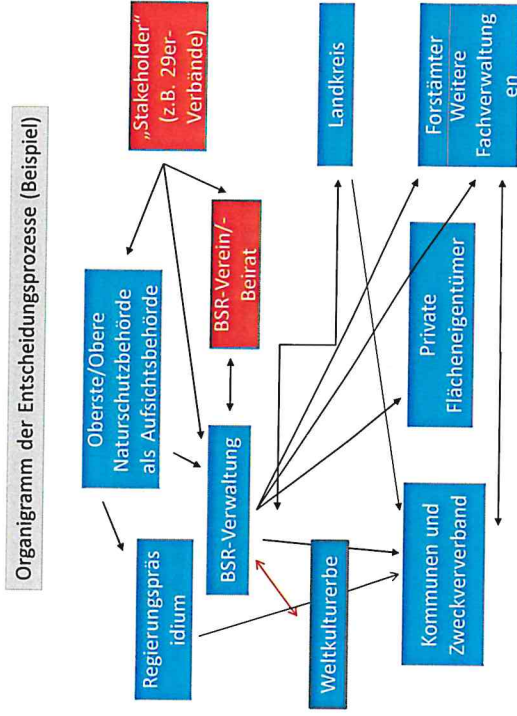 Organigramm der Entscheidungsprozesse (Beispiel)
Oberste/Obere
Naturschutzbehörde
als Aufsichtsbehörde
„Stakeholder“
(z.B. 29er-
Verbände)
Regierungspräs
idium
BSR-Verwaltung
BSR-Verein/-
Beirat
Weltkulturerbe
Landkreis
Kommunen und
Zweckververband
Private
Flächeneigentümer
Forstämter
Weitere
Fachverwaltung
en